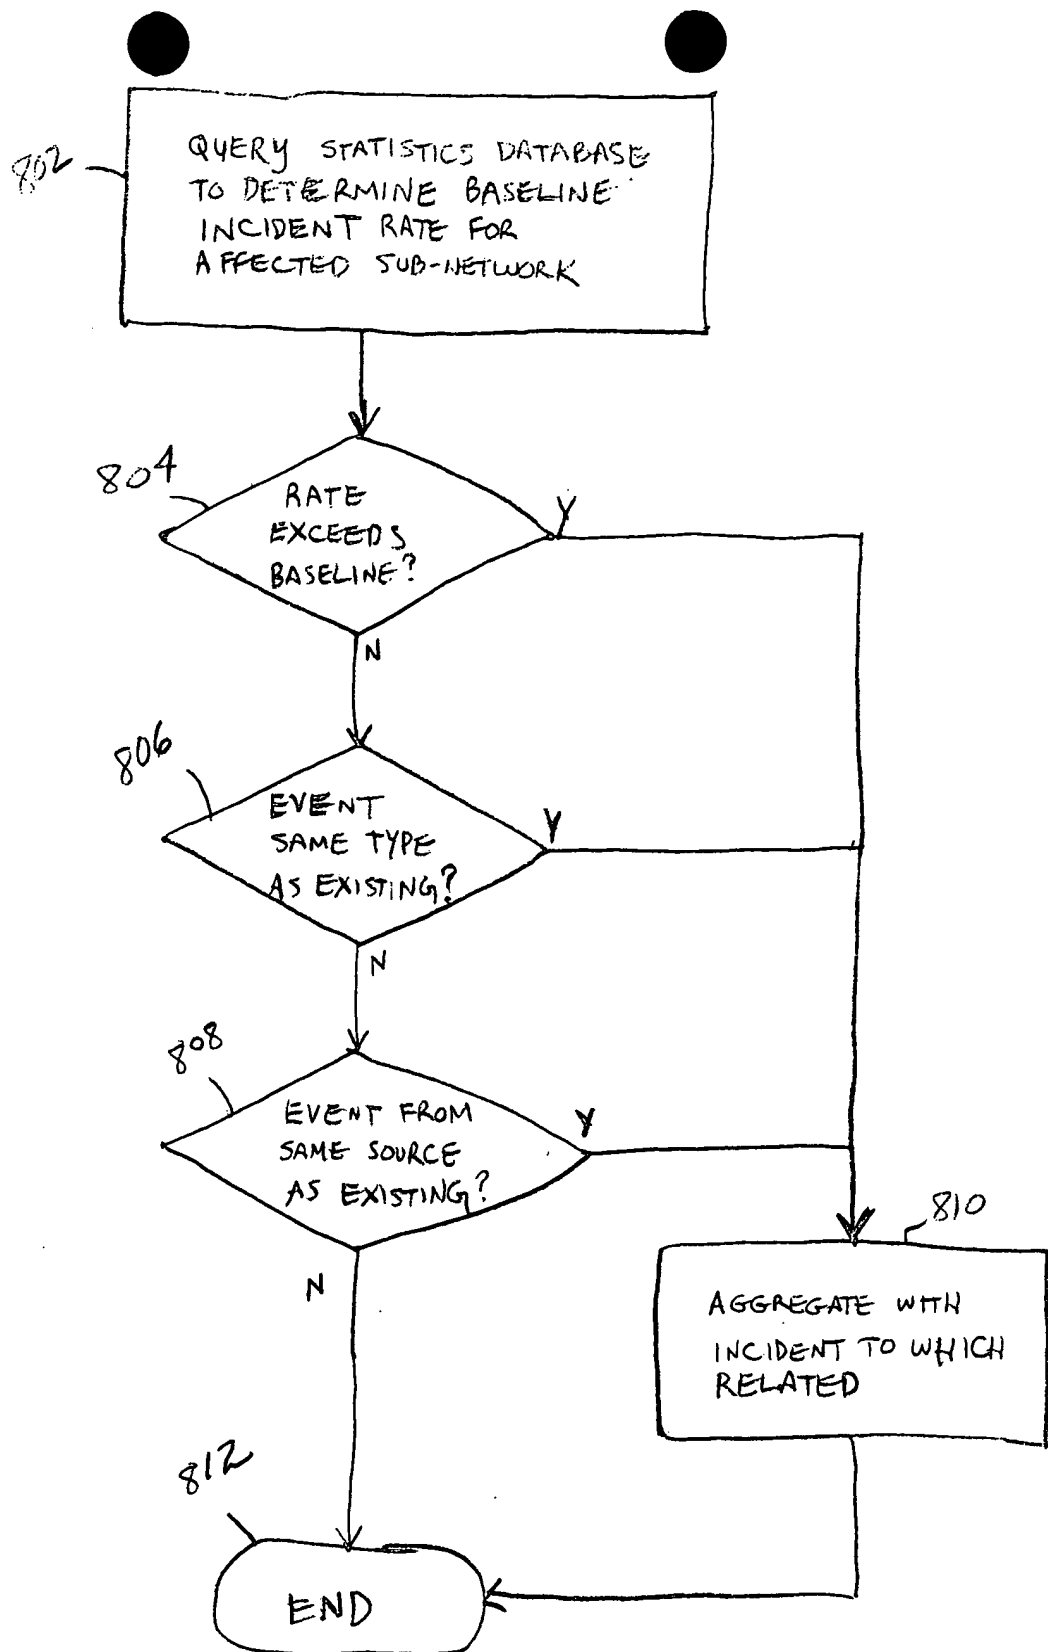 802
QUERY STATISTICS DATABASE
TO DETERMINE BASELINE
INCIDENT RATE FOR
AFFECTED SUB-NETWORK
804
RATE
EXCEEDS
BASELINE?
Y
N
806
EVENT
SAME TYPE
AS EXISTING?
Y
N
808
EVENT FROM
SAME SOURCE
AS EXISTING?
Y
N
810
AGGREGATE WITH
INCIDENT TO WHICH
RELATED
812
END